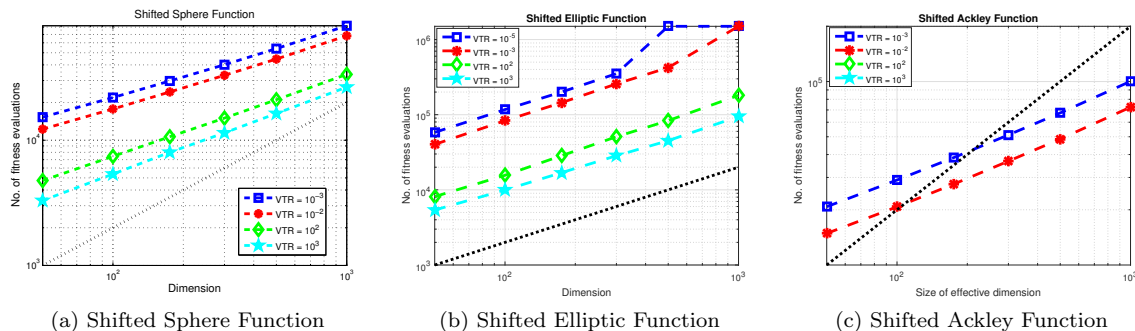 Shifted Sphere Function
No. of fitness evaluations
10^4
10^3
VTR = 10^-3
VTR = 10^-2
VTR = 10^2
VTR = 10^3
10^2
10^3
Dimension
(a) Shifted Sphere Function
Shifted Elliptic Function
No. of fitness evaluations
10^6
10^5
10^4
10^3
VTR = 10^-5
VTR = 10^-3
VTR = 10^2
VTR = 10^3
10^2
10^3
Dimension
(b) Shifted Elliptic Function
Shifted Ackley Function
No. of fitness evaluations
10^5
VTR = 10^-3
VTR = 10^-2
VTR = 10^2
VTR = 10^3
10^2
10^3
Size of effective dimension
(c) Shifted Ackley Function